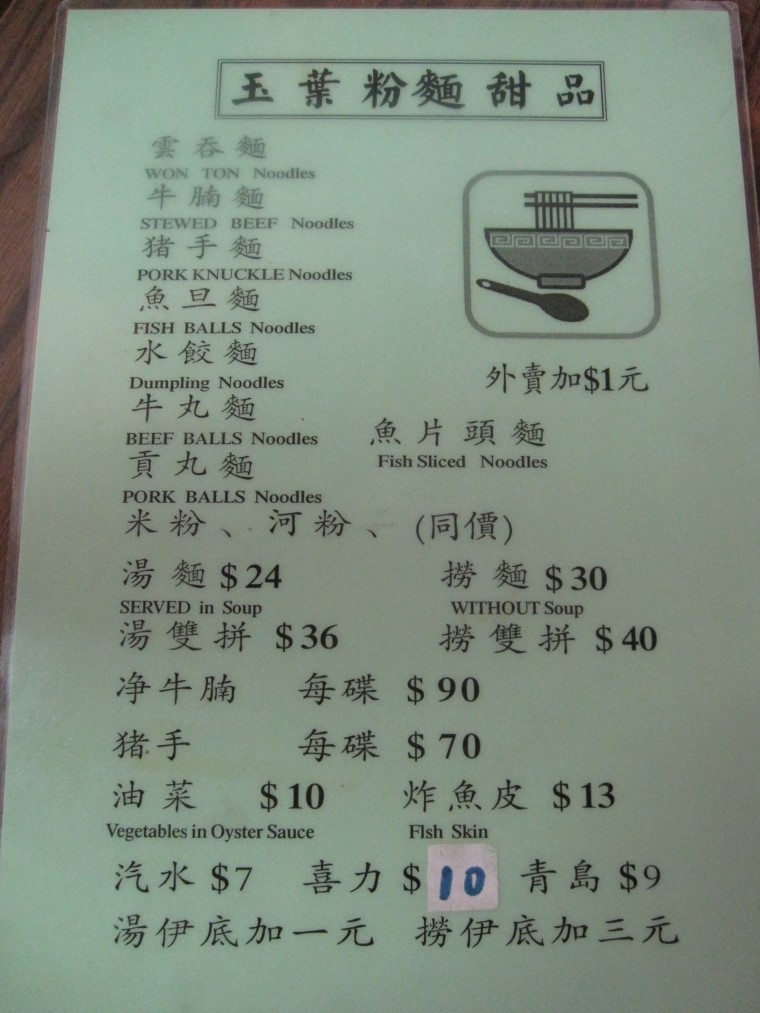 玉葉粉麵甜品
雲吞麵
WON TON Noodles
牛腩麵
STEWED BEEF Noodles
猪手麵
PORK KNUCKLE Noodles
魚旦麵
FISH BALLS Noodles
水餃麵
Dumpling Noodles
外賣加$1元
牛丸麵
BEEF BALLS Noodles
魚片頭麵
Fish Sliced Noodles
貢丸麵
PORK BALLS Noodles
米粉、河粉、(同價)
湯麵 $24 撈麵 $30
SERVED in Soup WITHOUT Soup
湯雙拼 $36 撈雙拼 $40
净牛腩 每碟 $90
猪手 每碟 $70
油菜 $10 炸魚皮 $13
Vegetables in Oyster Sauce Flsh Skin
汽水 $7 喜力 $10 青島 $9
湯伊底加一元 撈伊底加三元